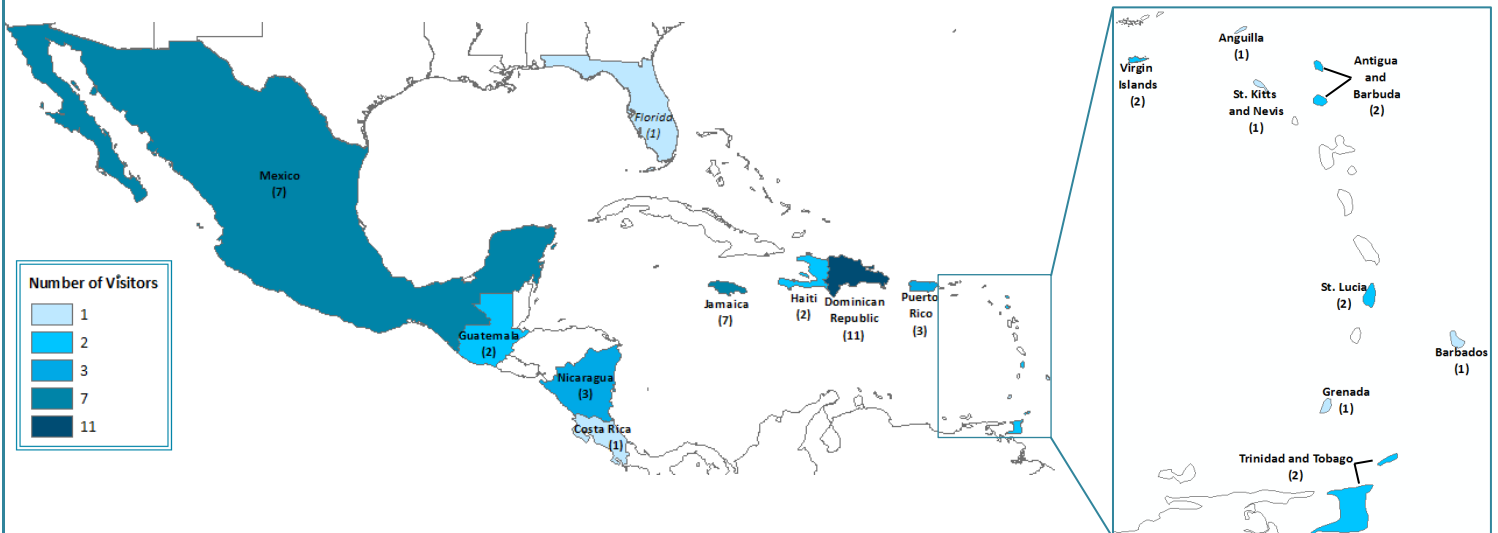 Florida
(1)
Mexico
(7)
Number of Visitors
1
2
3
7
11
Guatemala
(2)
Nicaragua
(3)
Costa Rica
(1)
Jamaica
(7)
Haiti
(2)
Dominican
Republic
(11)
Puerto
Rico
(3)
Virgin
Islands
(2)
Anguilla
(1)
St. Kitts
and Nevis
(1)
Antigua
and
Barbuda
(2)
St. Lucia
(2)
Barbados
(1)
Grenada
(1)
Trinidad and Tobago
(2)